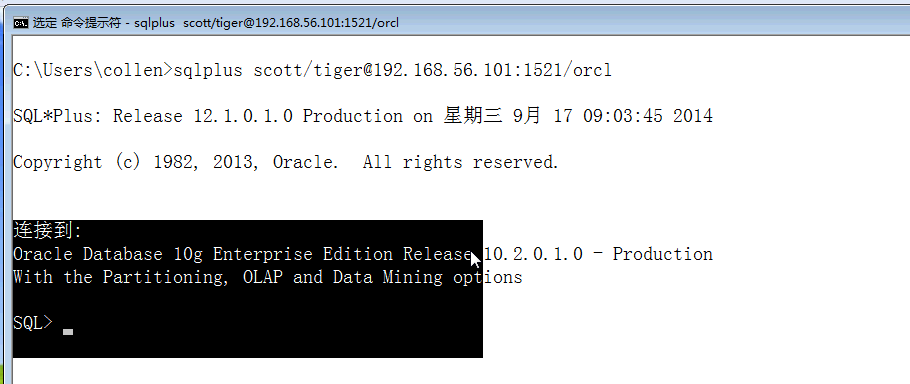 选定 命令提示符 - sqlplus  scott/tiger@192.168.56.101:1521/orcl
C:\Users\collen>sqlplus scott/tiger@192.168.56.101:1521/orcl
SQL*Plus: Release 12.1.0.1.0 Production on 星期三 9月 17 09:03:45 2014
Copyright (c) 1982, 2013, Oracle.  All rights reserved.
连接到:
Oracle Database 10g Enterprise Edition Release 10.2.0.1.0 - Production
With the Partitioning, OLAP and Data Mining options
SQL>